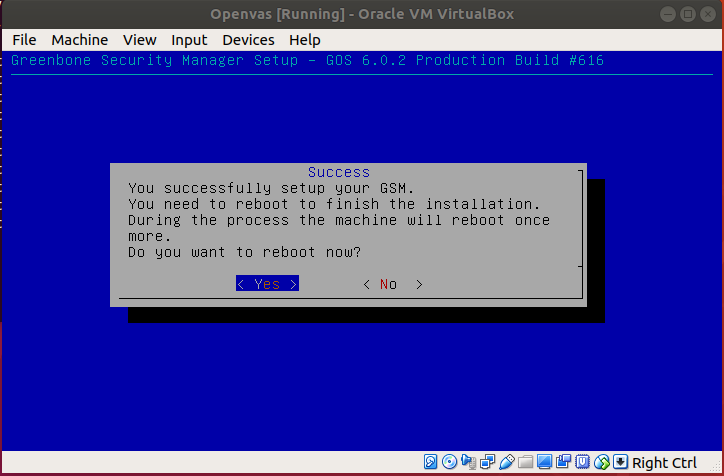 Openvas [Running] - Oracle VM VirtualBox
File Machine View Input Devices Help
Greenbone Security Manager Setup - GOS 6.0.2 Production Build #616
Success
You successfully setup your GSM.
You need to reboot to finish the installation.
During the process the machine will reboot once
more.
Do you want to reboot now?
< Yes > < No >
Right Ctrl